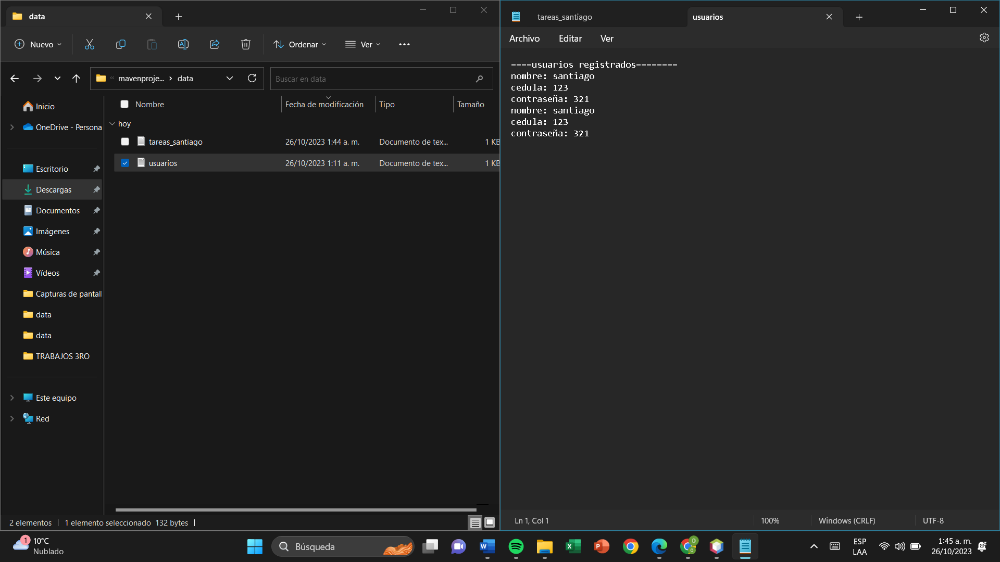 data
tareas_santiago
usuarios
Nuevo
Ordenar
Ver
Archivo
Editar
Ver
mavenproje...
data
Buscar en data
====usuarios registrados========
nombre: santiago
cedula: 123
contraseña: 321
nombre: santiago
cedula: 123
contraseña: 321
Inicio
OneDrive - Persona
Escritorio
Descargas
Documentos
Imágenes
Música
Vídeos
Capturas de pantall
data
data
TRABAJOS 3RO
Este equipo
Red
Nombre
Fecha de modificación
Tipo
Tamaño
hoy
tareas_santiago 26/10/2023 1:44 a. m. Documento de tex... 1 KB
usuarios 26/10/2023 1:11 a. m. Documento de tex... 1 KB
2 elementos
1 elemento seleccionado 132 bytes
Ln 1, Col 1
100%
Windows (CRLF)
UTF-8
1
10°C
Nublado
Búsqueda
W
X
P
0
0
ESP
LAA
1:45 a. m.
26/10/2023